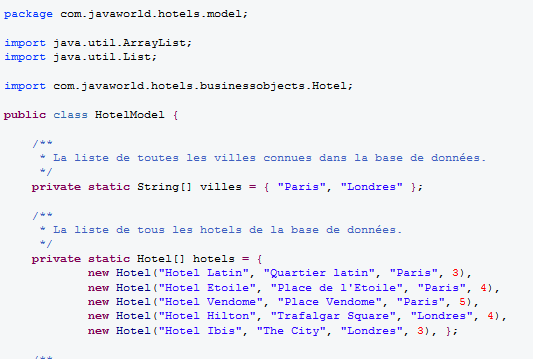 package com.javaworld.hotels.model;
import java.util.ArrayList;
import java.util.List;
import com.javaworld.hotels.businessobjects.Hotel;
public class HotelModel {
/**
* La liste de toutes les villes connues dans la base de données.
*/
private static String[] villes = { "Paris", "Londres" };
/**
* La liste de tous les hotels de la base de données.
*/
private static Hotel[] hotels = {
new Hotel("Hotel Latin", "Quartier latin", "Paris", 3),
new Hotel("Hotel Etoile", "Place de l'Etoile", "Paris", 4),
new Hotel("Hotel Vendome", "Place Vendome", "Paris", 5),
new Hotel("Hotel Hilton", "Trafalgar Square", "Londres", 4),
new Hotel("Hotel Ibis", "The City", "Londres", 3), };
/**